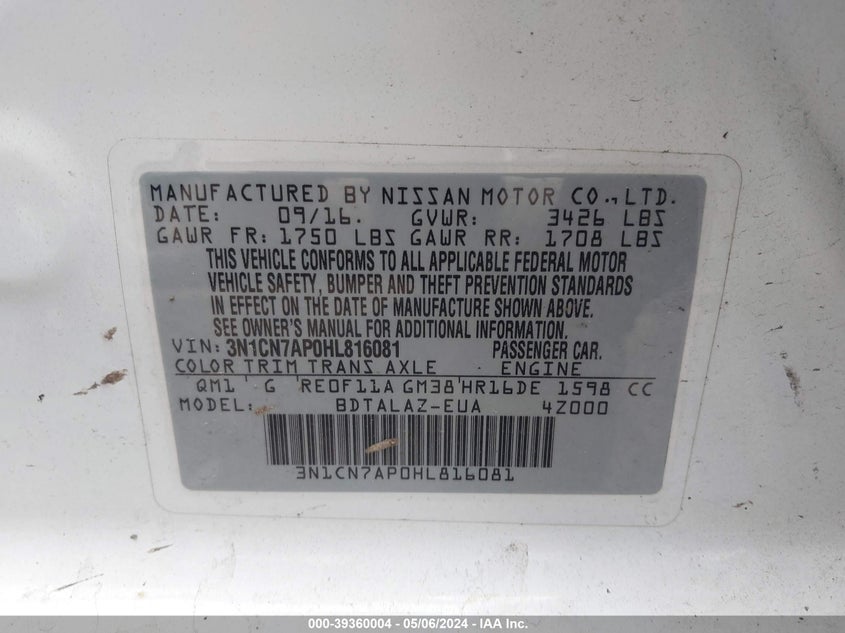 MANUFACTURED BY NISSAN MOTOR CO., LTD.
DATE: 09/16. GVWR: 3426 LBS
GAWR FR: 1750 LBS GAWR RR: 1708 LBS
THIS VEHICLE CONFORMS TO ALL APPLICABLE FEDERAL MOTOR
VEHICLE SAFETY, BUMPER AND THEFT PREVENTION STANDARDS
IN EFFECT ON THE DATE OF MANUFACTURE SHOWN ABOVE.
SEE OWNER'S MANUAL FOR ADDITIONAL INFORMATION.
VIN: 3N1CN7AP0HL816081 PASSENGER CAR.
COLOR TRIM TRANS AXLE ENGINE
QM1 G RE0F11A GM38 HR16DE 1598 CC
MODEL: BDTALAZ-EUA 4Z000
3N1CN7AP0HL816081
000-39360004 - 05/06/2024 - IAA Inc.